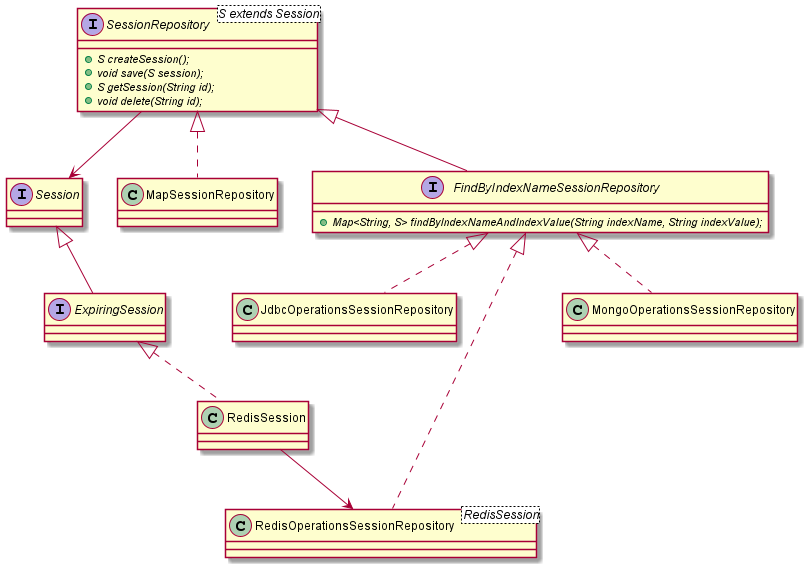 I SessionRepository
S extends Session
S createSession();
void save(S session);
S getSession(String id);
void delete(String id);
I Session
C MapSessionRepository
I FindByIndexNameSessionRepository
Map<String, S> findByIndexNameAndIndexValue(String indexName, String indexValue);
I ExpiringSession
C JdbcOperationsSessionRepository
C MongoOperationsSessionRepository
C RedisSession
C RedisOperationsSessionRepository
RedisSession